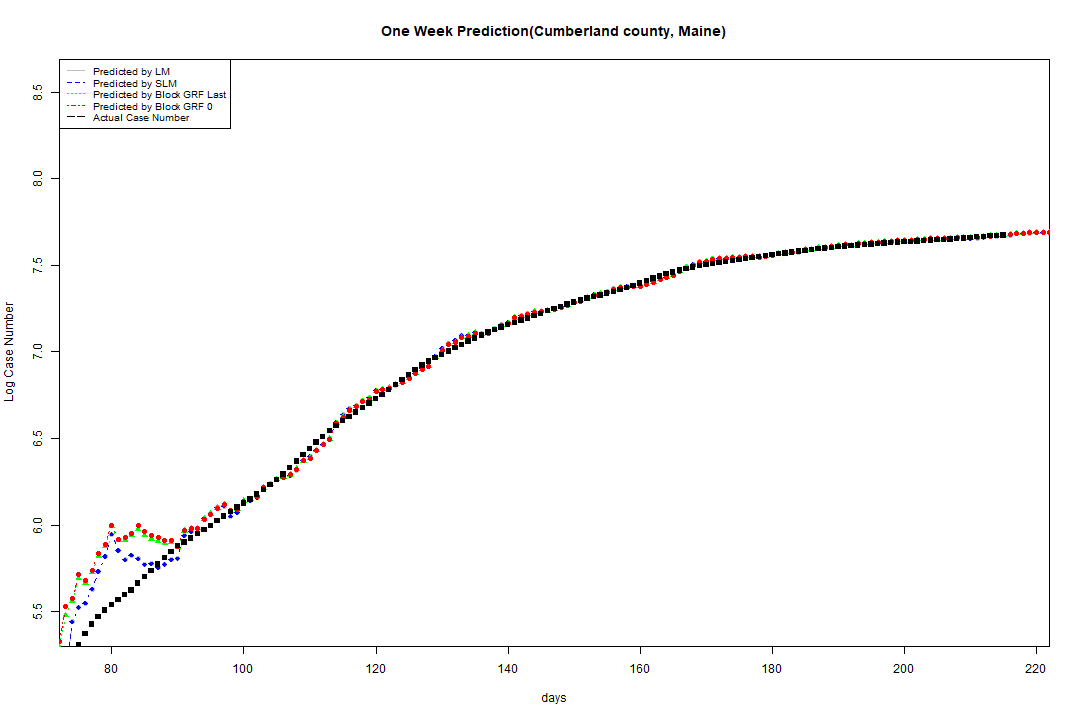 One Week Prediction(Cumberland county, Maine)
Predicted by LM
Predicted by SLM
Predicted by Block GRF Last
Predicted by Block GRF 0
Actual Case Number
8.5
8.0
7.5
7.0
6.5
6.0
5.5
Log Case Number
80 100 120 140 160 180 200 220
days